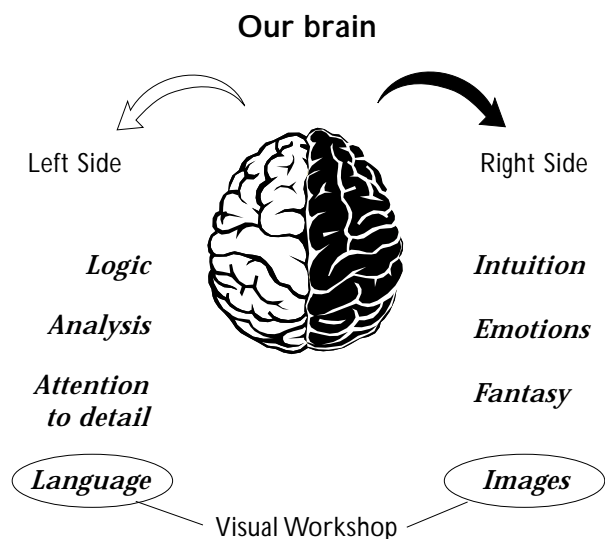 Our brain
Left Side
Right Side
Logic
Intuition
Analysis
Emotions
Attention
to detail
Fantasy
Language
Images
Visual Workshop